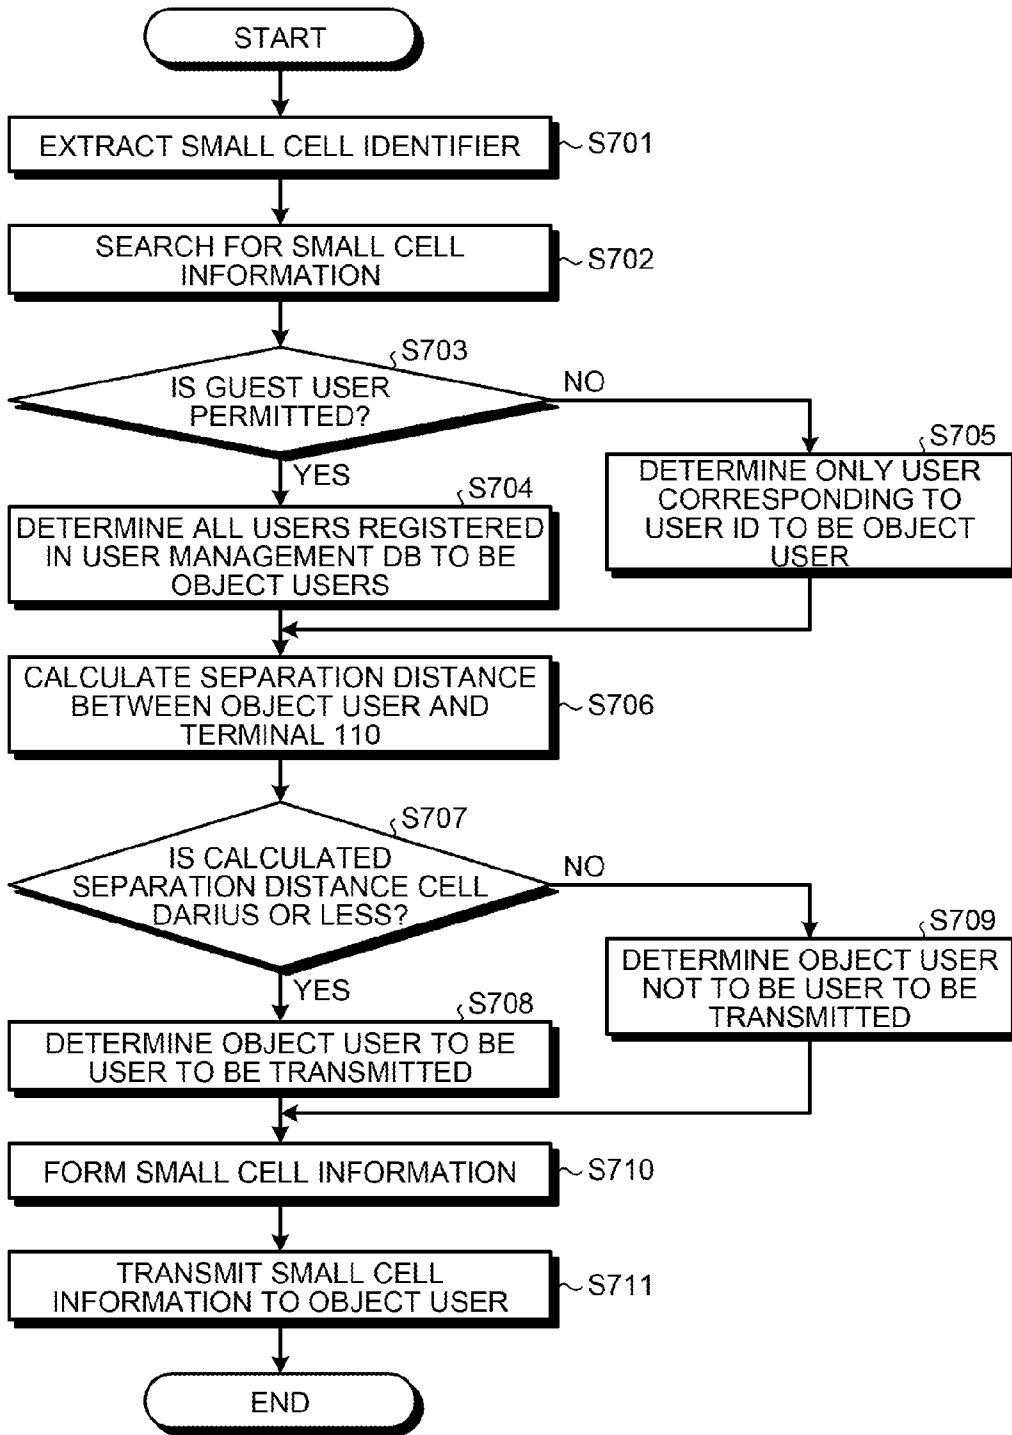 START
EXTRACT SMALL CELL IDENTIFIER
S701
SEARCH FOR SMALL CELL
INFORMATION
S702
S703
IS GUEST USER
PERMITTED?
NO
YES
S704
DETERMINE ALL USERS REGISTERED
IN USER MANAGEMENT DB TO BE
OBJECT USERS
S705
DETERMINE ONLY USER
CORRESPONDING TO
USER ID TO BE OBJECT
USER
CALCULATE SEPARATION DISTANCE
BETWEEN OBJECT USER AND
TERMINAL 110
S706
S707
IS CALCULATED
SEPARATION DISTANCE CELL
DARIUS OR LESS?
NO
YES
S708
DETERMINE OBJECT USER TO BE
USER TO BE TRANSMITTED
S709
DETERMINE OBJECT USER
NOT TO BE USER TO BE
TRANSMITTED
FORM SMALL CELL INFORMATION
S710
TRANSMIT SMALL CELL
INFORMATION TO OBJECT USER
S711
END